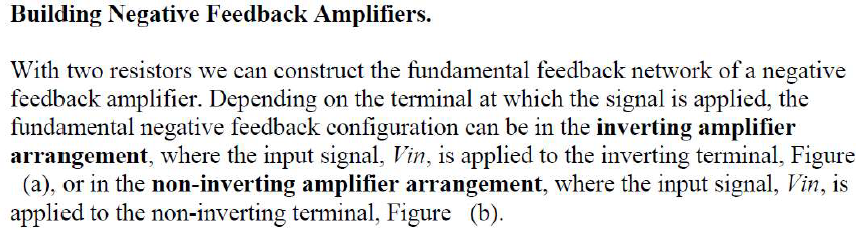 Building Negative Feedback Amplifiers.
With two resistors we can construct the fundamental feedback network of a negative
feedback amplifier. Depending on the terminal at which the signal is applied, the
fundamental negative feedback configuration can be in the inverting amplifier
arrangement, where the input signal, Vin, is applied to the inverting terminal, Figure
(a), or in the non-inverting amplifier arrangement, where the input signal, Vin, is
applied to the non-inverting terminal, Figure (b).